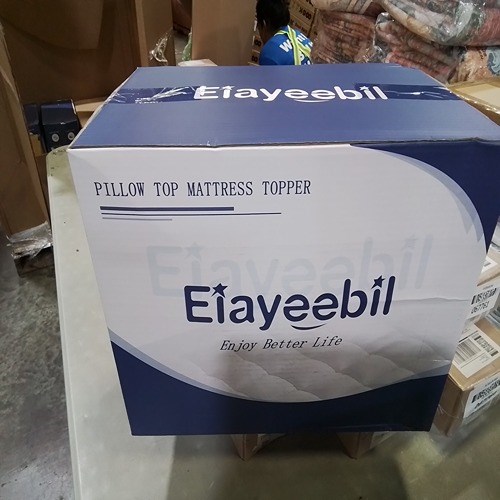 Eiayeebil
PILLOW TOP MATTRESS TOPPER
Eiayeebil
Eiayeebil
Enjoy Better Life